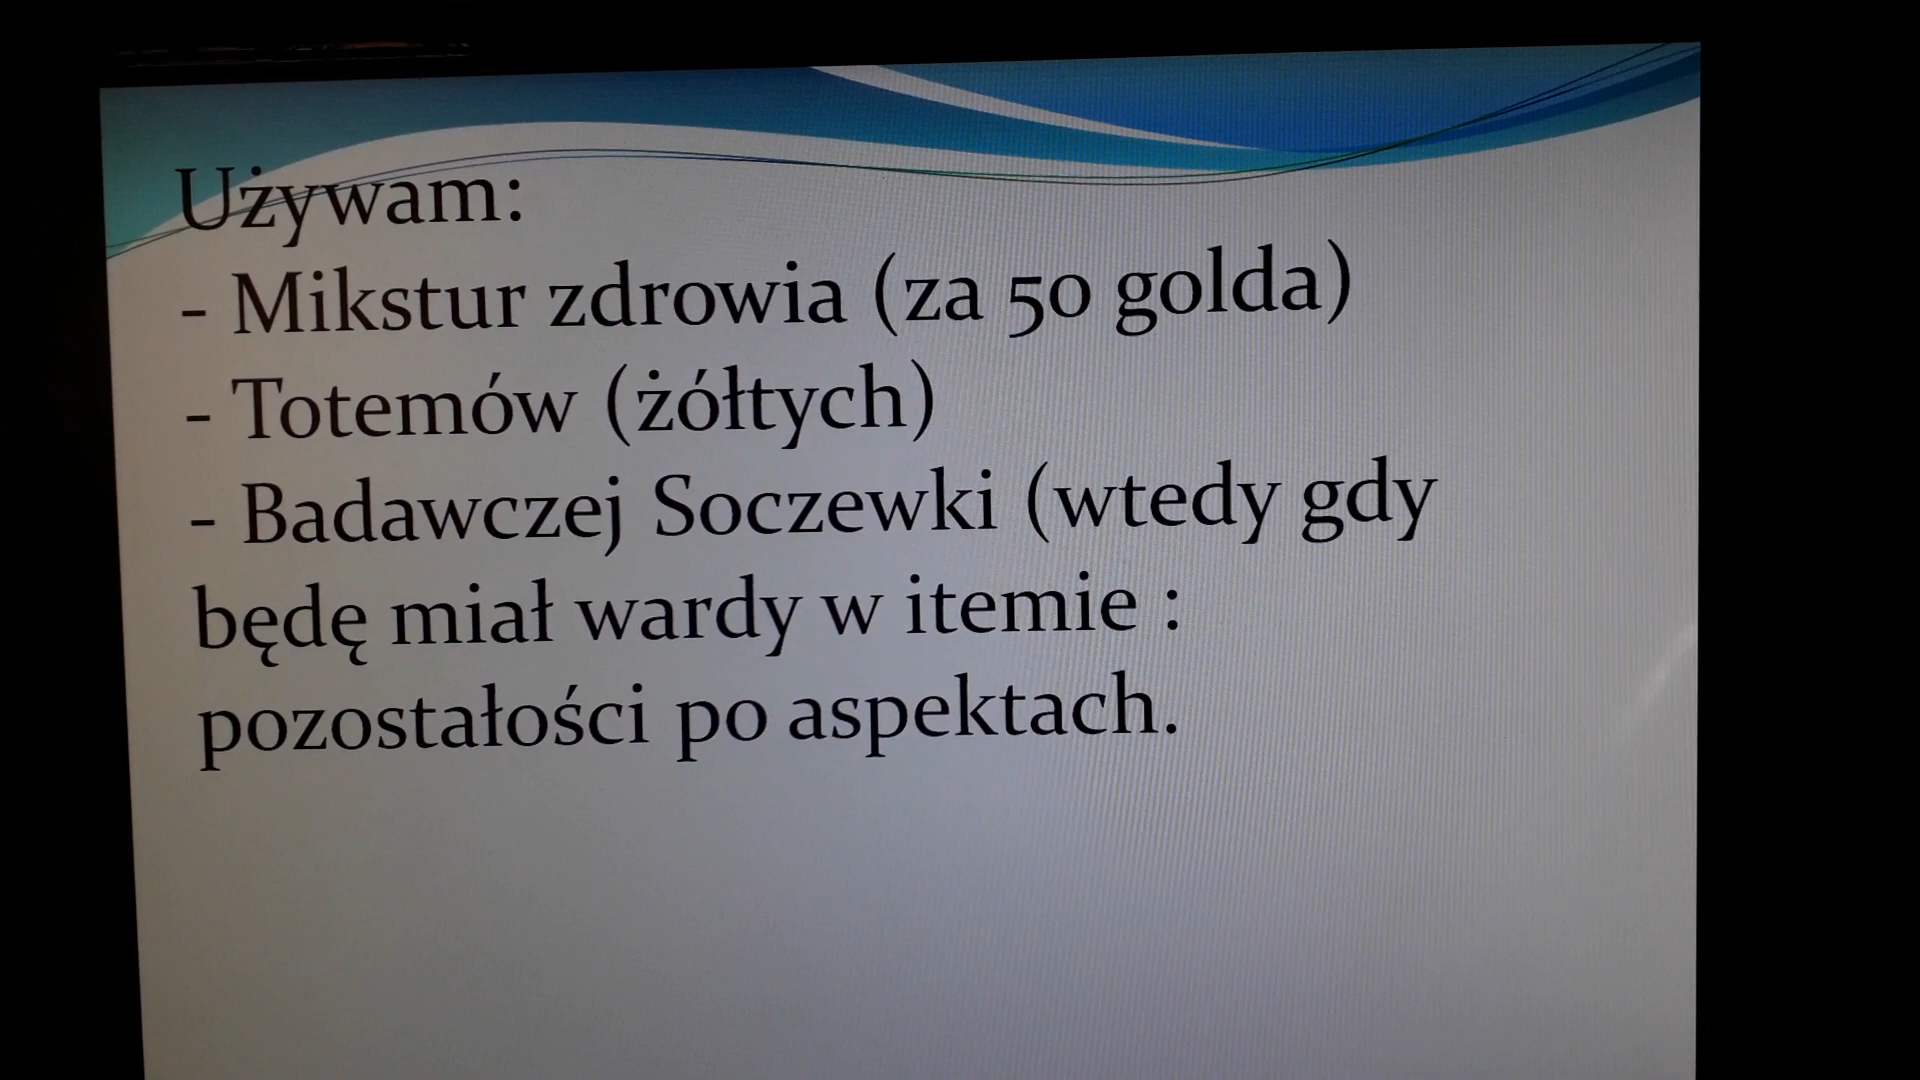 Używam:
- Mikstur zdrowia (za 50 golda)
- Totemów (żółtych)
- Badawczej Soczewki (wtedy gdy
będę miał wardy w itemie :
pozostałości po aspektach.